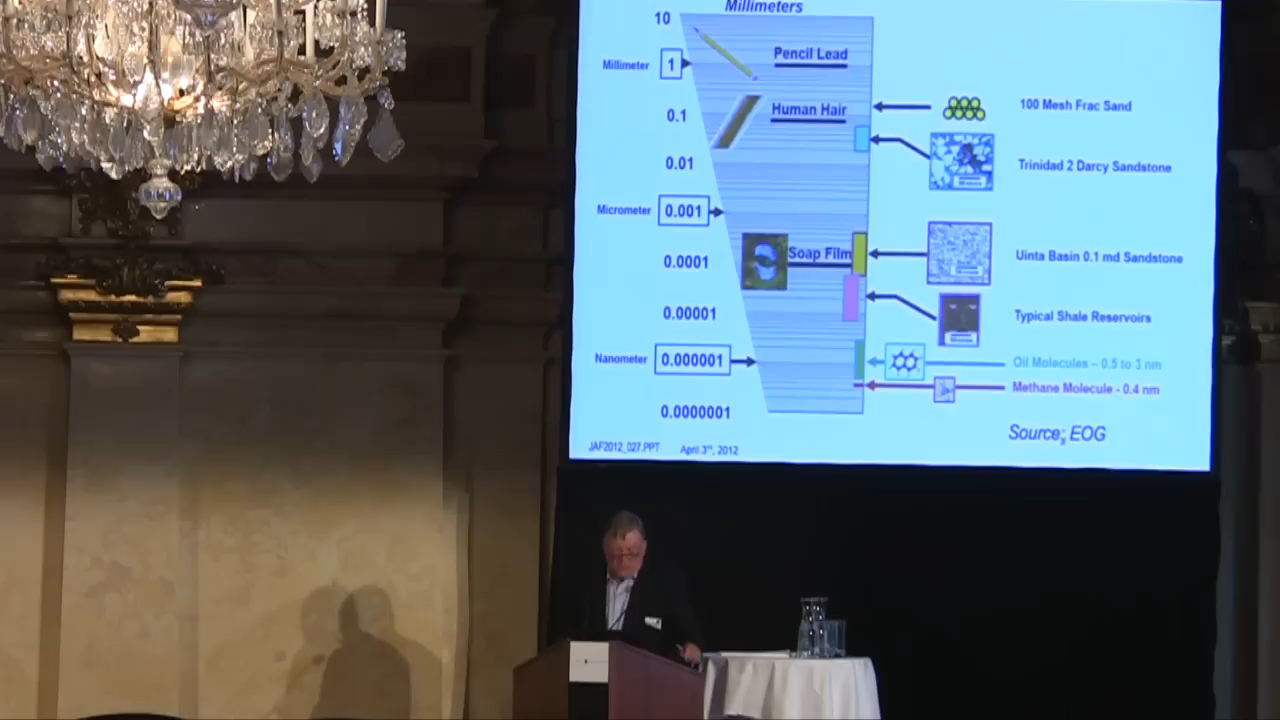 Millimeters
10
Pencil Lead
Millimeter 1
Human Hair
100 Mesh Frac Sand
0.1
0.01
Trinidad 2 Darcy Sandstone
Micrometer 0.001
Soap Film
Uinta Basin 0.1 md Sandstone
0.0001
0.00001
Typical Shale Reservoirs
Nanometer 0.000001
Oil Molecules – 0.5 to 3 nm
Methane Molecule - 0.4 nm
0.0000001
Source; EOG
JAF2012_027.PPT April 3rd, 2012